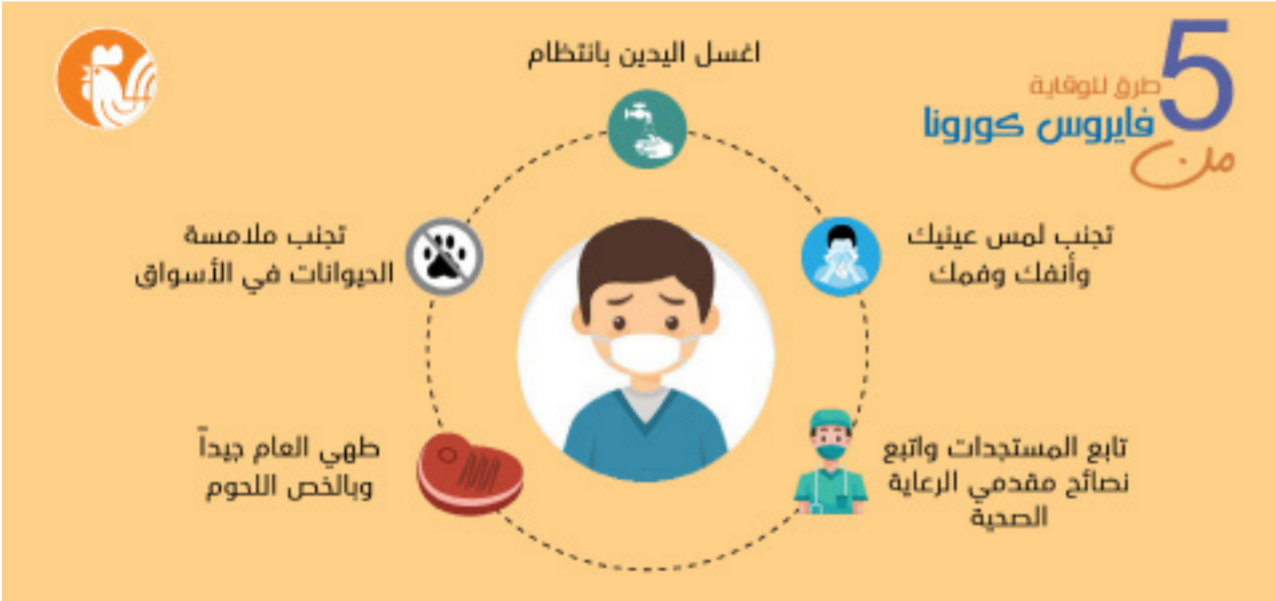 5
طرق للوقاية
من
فايروس كورونا
اغسل اليدين بانتظام
تجنب لمس عينيك
وأنفك وفمك
تابع المستجدات واتبع
نصائح مقدمي الرعاية
الصحية
طهي العام جيداً
وبالخص اللحوم
تجنب ملامسة
الحيوانات في الأسواق